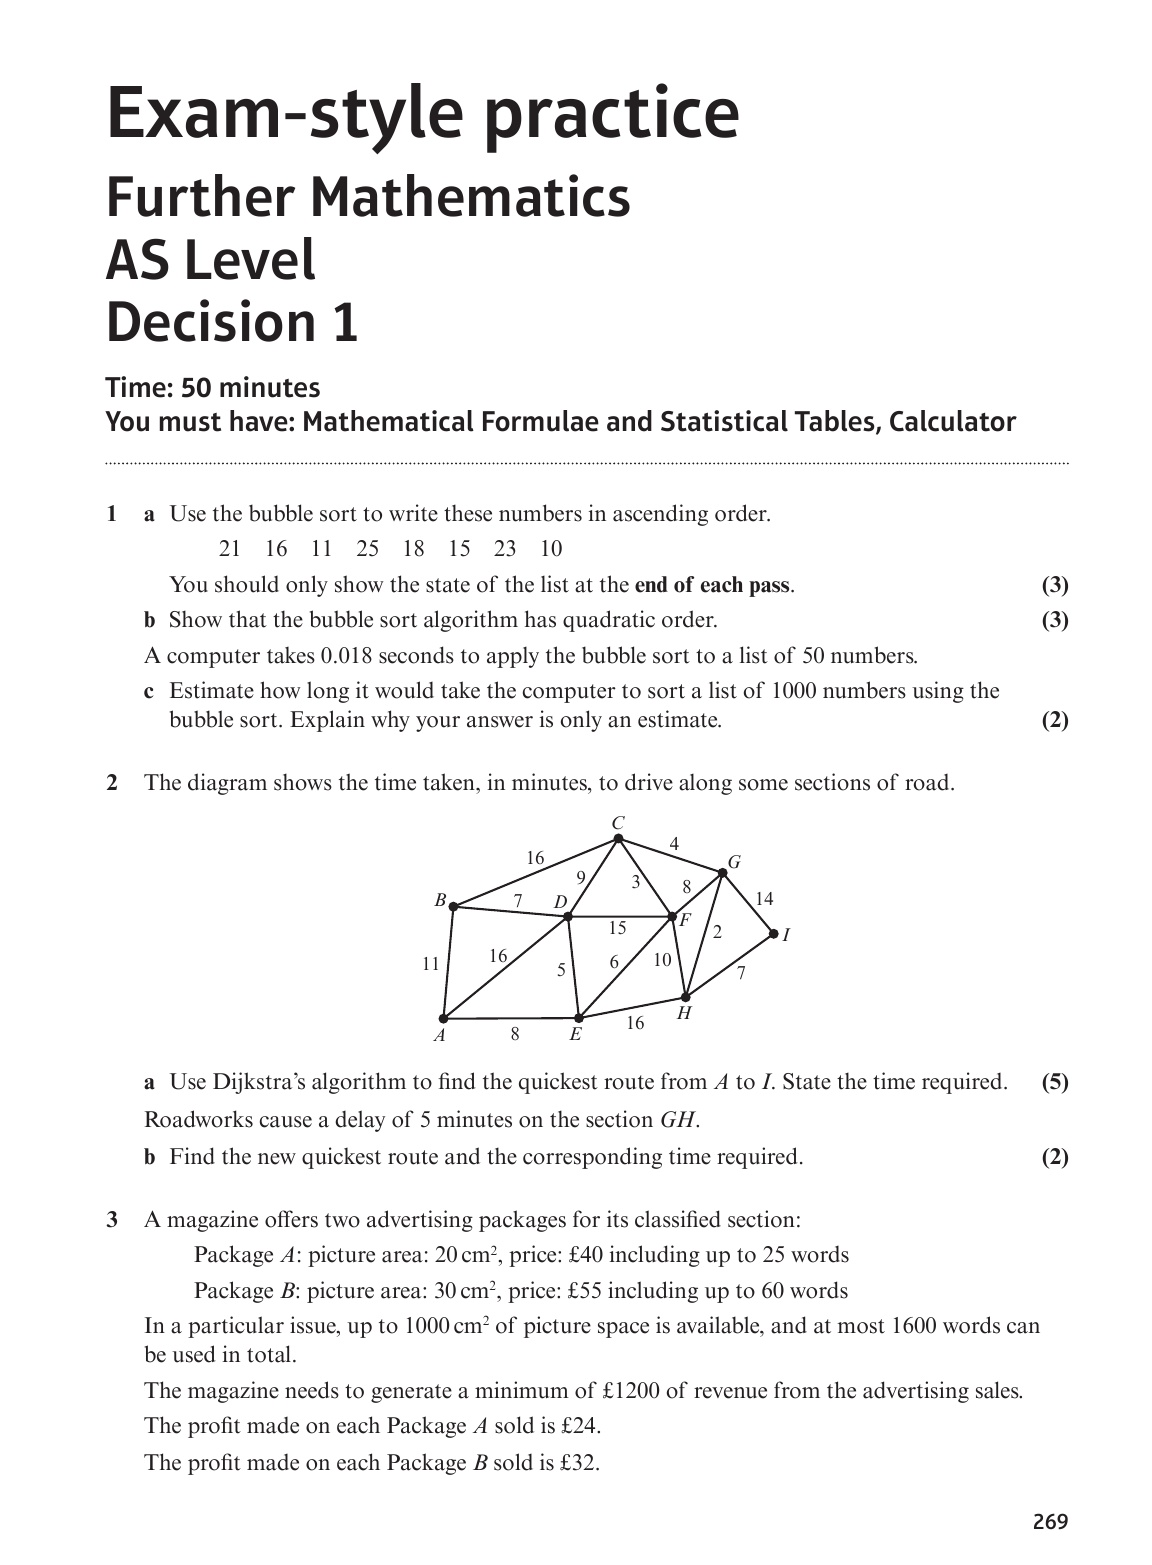 Exam-style practice
Further Mathematics
AS Level
Decision 1
Time: 50 minutes
You must have: Mathematical Formulae and Statistical Tables, Calculator
1 a Use the bubble sort to write these numbers in ascending order.
21 16 11 25 18 15 23 10
You should only show the state of the list at the end of each pass. (3)
b Show that the bubble sort algorithm has quadratic order. (3)
A computer takes 0.018 seconds to apply the bubble sort to a list of 50 numbers.
c Estimate how long it would take the computer to sort a list of 1000 numbers using the
bubble sort. Explain why your answer is only an estimate. (2)
2 The diagram shows the time taken, in minutes, to drive along some sections of road.
C
4
16
G
9
3
8
B
7
D
14
F
15
2
I
16
6
10
11
5
7
H
16
A
8
E
a Use Dijkstra's algorithm to find the quickest route from A to I. State the time required. (5)
Roadworks cause a delay of 5 minutes on the section GH.
b Find the new quickest route and the corresponding time required. (2)
3 A magazine offers two advertising packages for its classified section:
Package A: picture area: 20 cm², price: £40 including up to 25 words
Package B: picture area: 30 cm², price: £55 including up to 60 words
In a particular issue, up to 1000 cm² of picture space is available, and at most 1600 words can
be used in total.
The magazine needs to generate a minimum of £1200 of revenue from the advertising sales.
The profit made on each Package A sold is £24.
The profit made on each Package B sold is £32.
269